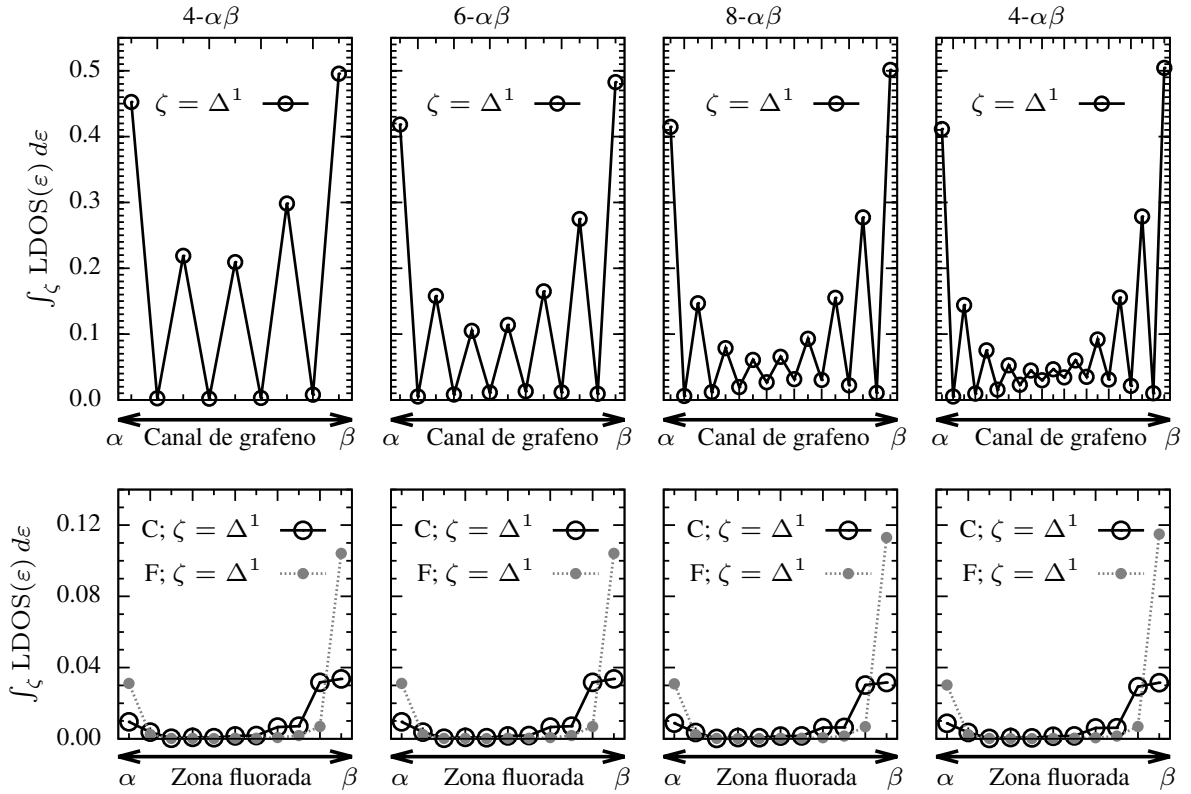 4-αβ 6-αβ 8-αβ 4-αβ
∫ζ LDOS(ε) dε
0.5
0.4
0.3
0.2
0.1
0.0
ζ = Δ¹
ζ = Δ¹
ζ = Δ¹
ζ = Δ¹
α Canal de grafeno β
α Canal de grafeno β
α Canal de grafeno β
α Canal de grafeno β
∫ζ LDOS(ε) dε
0.12
0.08
0.04
0.00
C; ζ = Δ¹
F; ζ = Δ¹
C; ζ = Δ¹
F; ζ = Δ¹
C; ζ = Δ¹
F; ζ = Δ¹
C; ζ = Δ¹
F; ζ = Δ¹
α Zona fluorada β
α Zona fluorada β
α Zona fluorada β
α Zona fluorada β